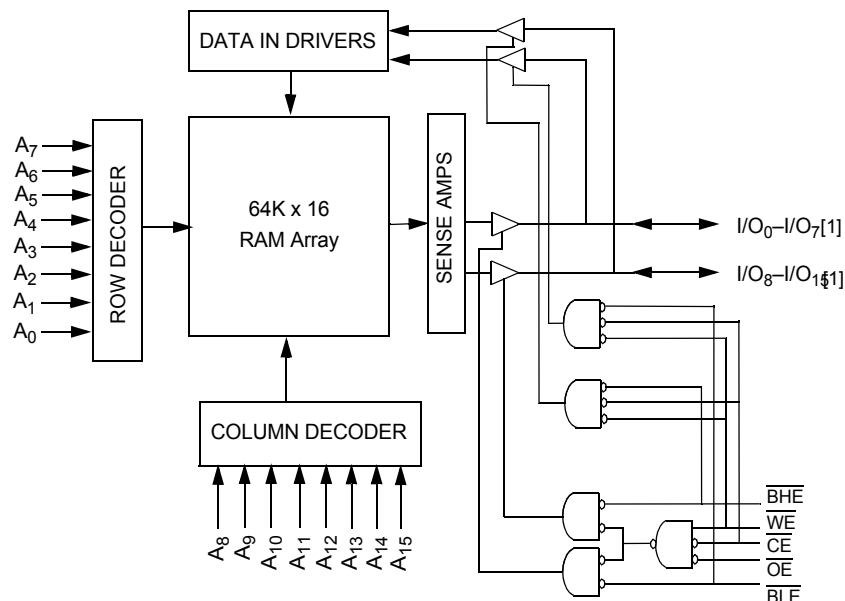 DATA IN DRIVERS
A7
A6
A5
A4
A3
A2
A1
A0
ROW DECODER
64K x 16
RAM Array
SENSE AMPS
I/O0–I/O7[1]
I/O8–I/O15[1]
COLUMN DECODER
A8
A9
A10
A11
A12
A13
A14
A15
BHE
WE
CE
OE
BLE